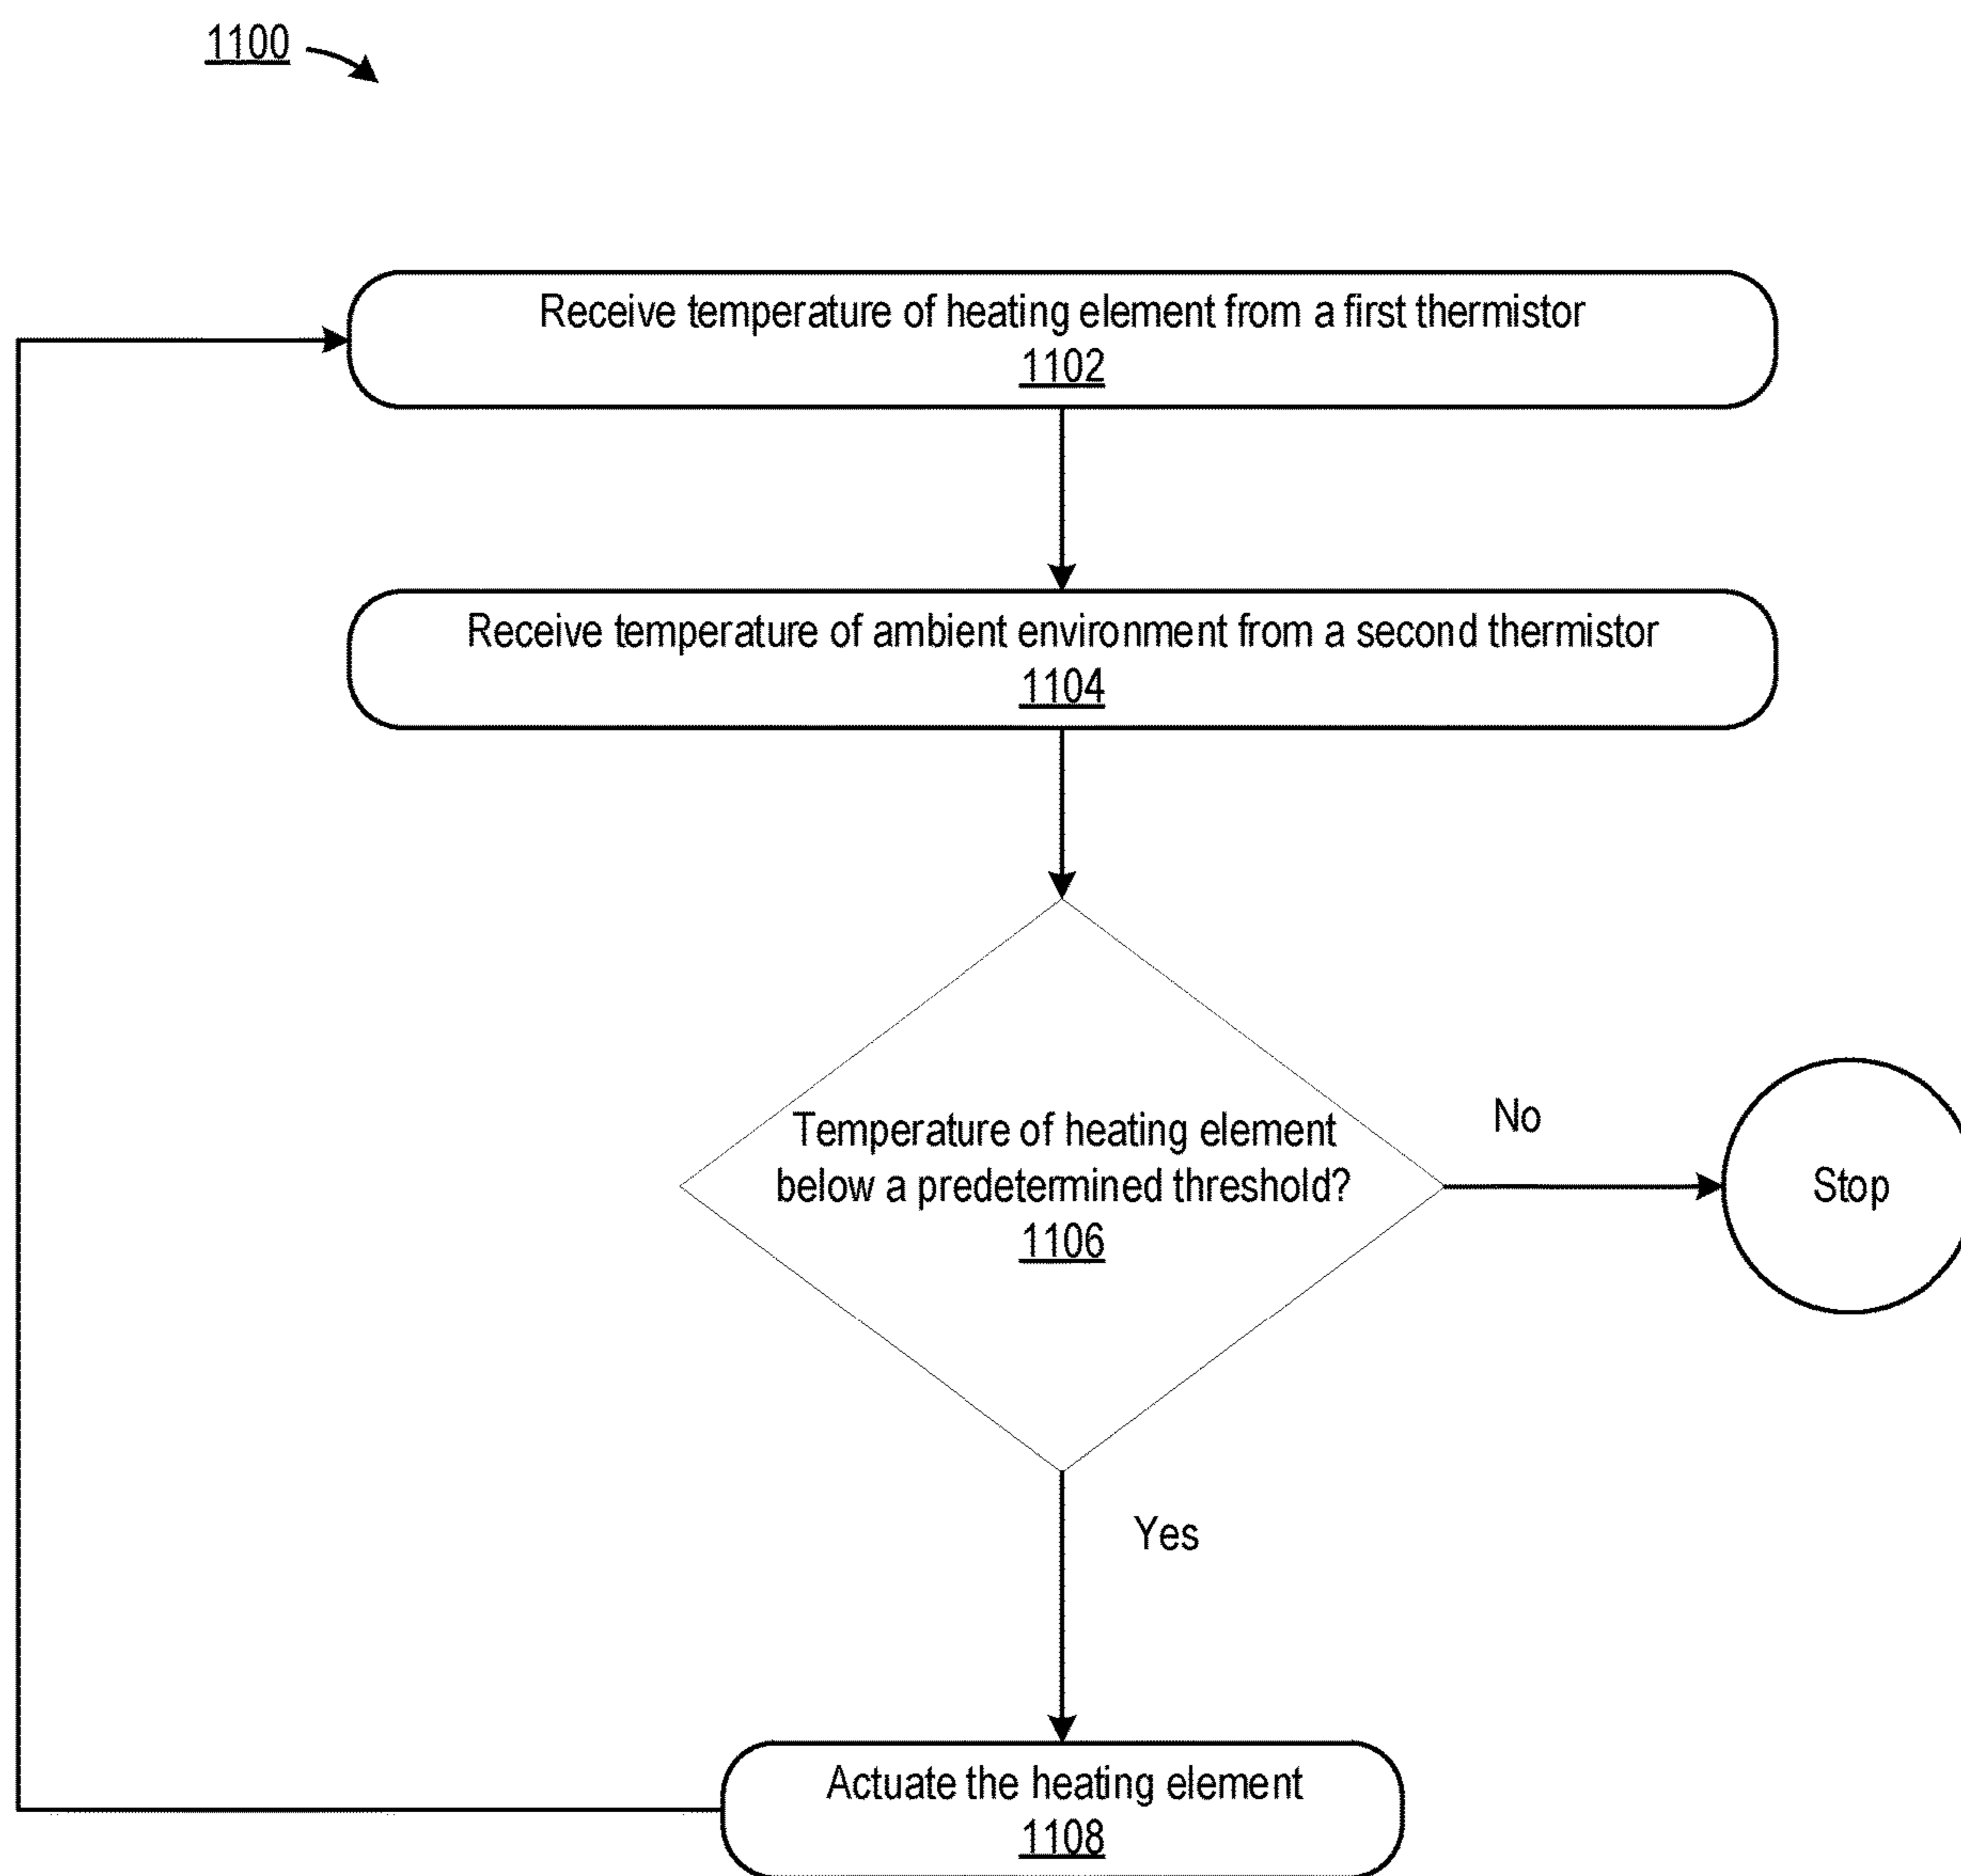 1100
Receive temperature of heating element from a first thermistor
1102
Receive temperature of ambient environment from a second thermistor
1104
Temperature of heating element
below a predetermined threshold?
1106
No
Stop
Yes
Actuate the heating element
1108